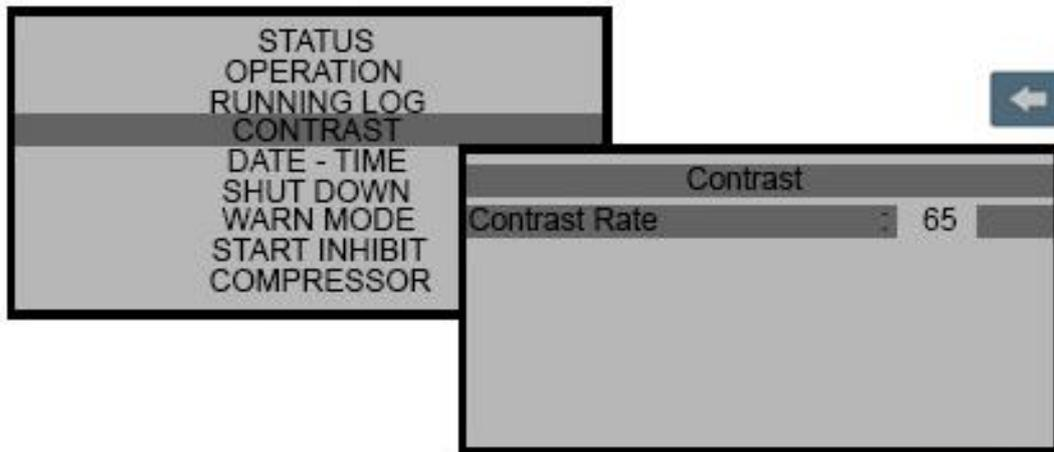 STATUS
OPERATION
RUNNING LOG
CONTRAST
DATE - TIME
SHUT DOWN
WARN MODE
START INHIBIT
COMPRESSOR
Contrast
Contrast Rate : 65